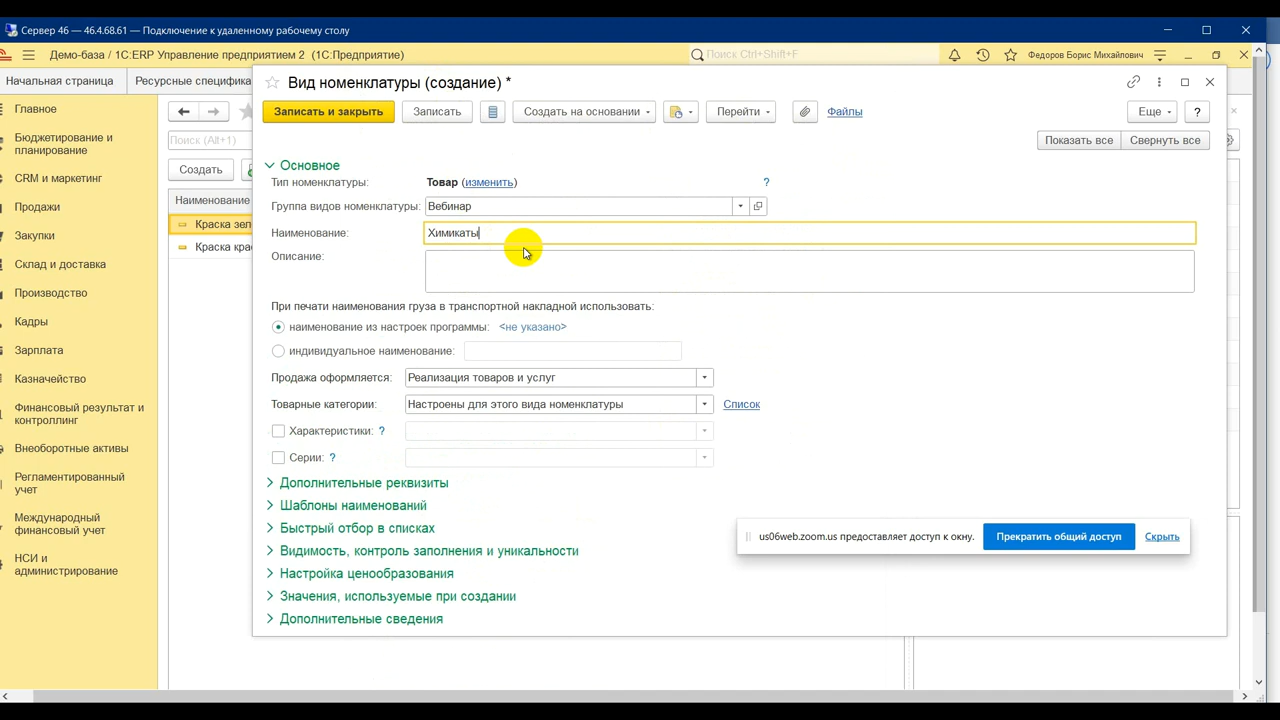 Сервер 46 — 46.4.68.61 — Подключение к удаленному рабочему столу
Демо-база / 1С:ERP Управление предприятием 2 (1С:Предприятие)
Поиск Ctrl+Shift+F
Федоров Борис Михайлович
Начальная страница
Ресурсные специфика
Главное
Бюджетирование и
планирование
CRM и маркетинг
Продажи
Закупки
Склад и доставка
Производство
Кадры
Зарплата
Казначейство
Финансовый результат и
контроллинг
Внеоборотные активы
Регламентированный
учет
Международный
финансовый учет
НСИ и
администрирование
Поиск (Alt+1)
Создать
Наименование
Краска зел
Краска кра
Вид номенклатуры (создание) *
Записать и закрыть
Записать
Создать на основании
Перейти
Файлы
Еще
?
Показать все
Свернуть все
Основное
Тип номенклатуры: Товар (изменить) ?
Группа видов номенклатуры: Вебинар
Наименование: Химикаты
Описание:
При печати наименования груза в транспортной накладной использовать:
наименование из настроек программы: <не указано>
индивидуальное наименование:
Продажа оформляется: Реализация товаров и услуг
Товарные категории: Настроены для этого вида номенклатуры Список
Характеристики: ?
Серии: ?
Дополнительные реквизиты
Шаблоны наименований
Быстрый отбор в списках
Видимость, контроль заполнения и уникальности
Настройка ценообразования
Значения, используемые при создании
Дополнительные сведения
us06web.zoom.us предоставляет доступ к окну.
Прекратить общий доступ
Скрыть